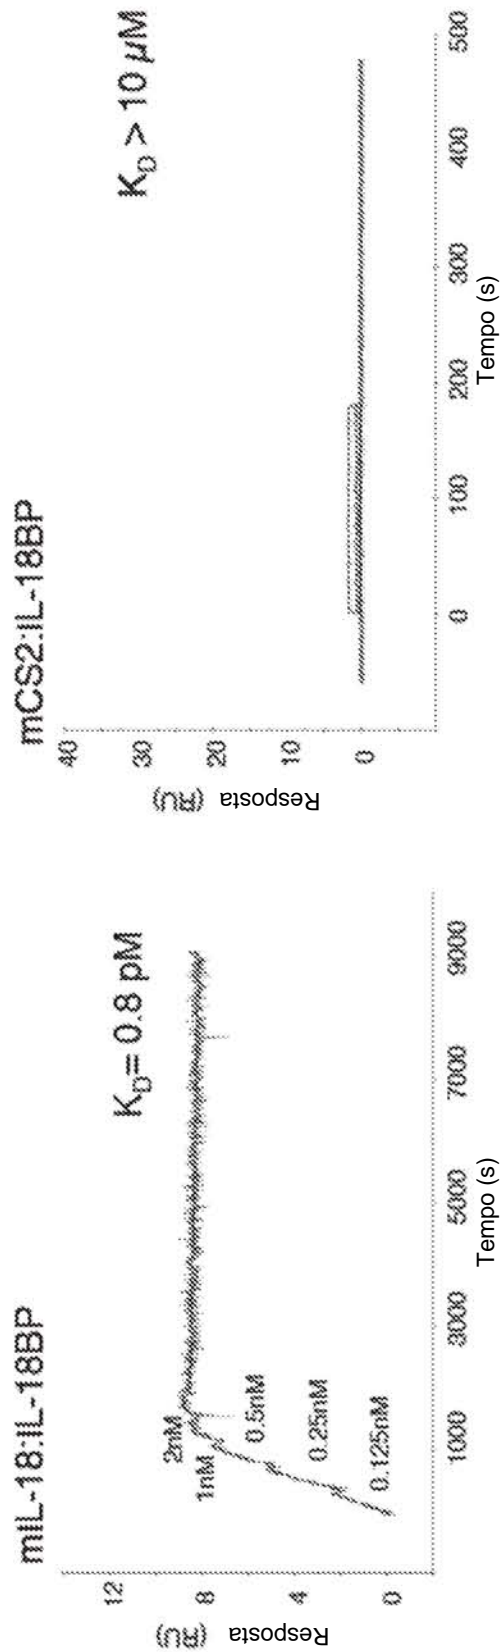 mIL-18:IL-18BP
K_D = 0.8 pM
12
8
4
0
Resposta (RU)
2nM
1nM
0.5nM
0.25nM
0.125nM
1000
3000
5000
7000
9000
Tempo (s)
mCS2:IL-18BP
K_D > 10 µM
40
30
20
10
0
Resposta (RU)
0
100
200
300
400
500
Tempo (s)